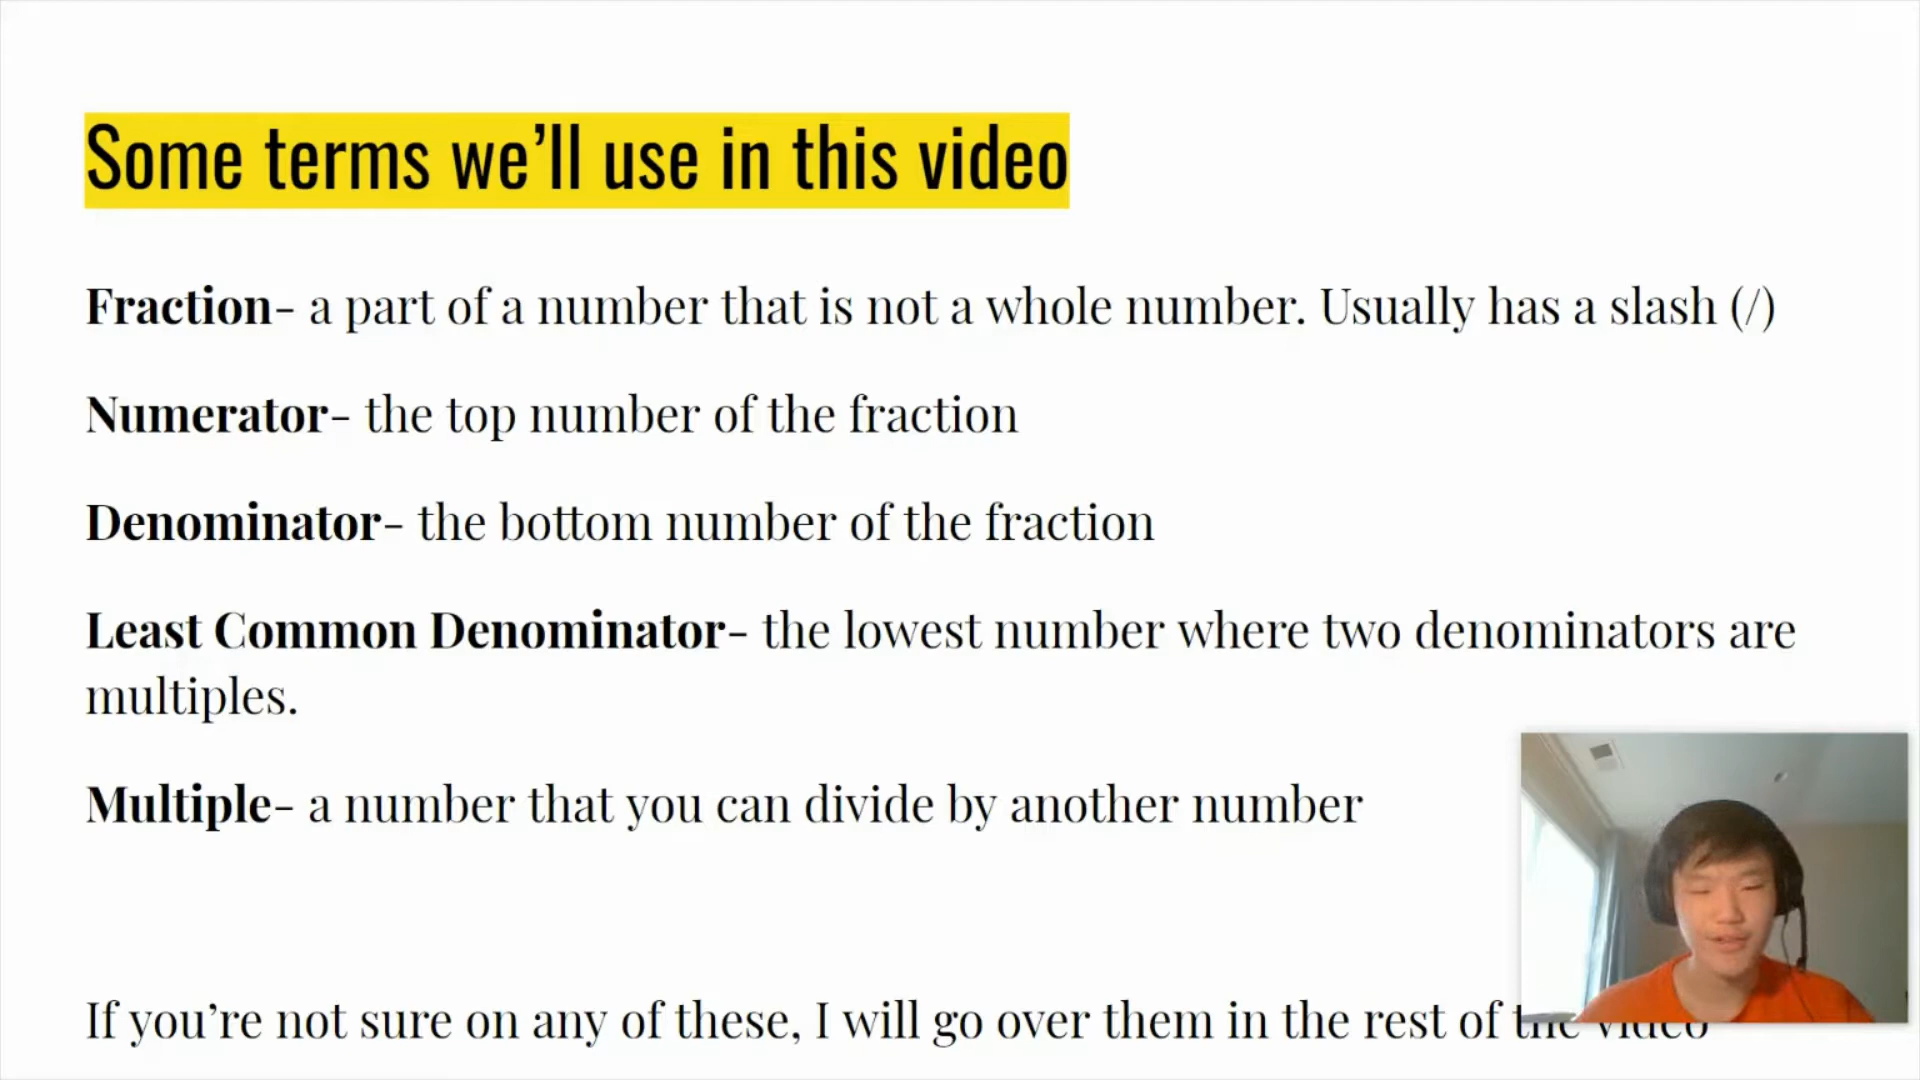 Some terms we’ll use in this video
Fraction- a part of a number that is not a whole number. Usually has a slash (/)
Numerator- the top number of the fraction
Denominator- the bottom number of the fraction
Least Common Denominator- the lowest number where two denominators are
multiples.
Multiple- a number that you can divide by another number
If you’re not sure on any of these, I will go over them in the rest of the video